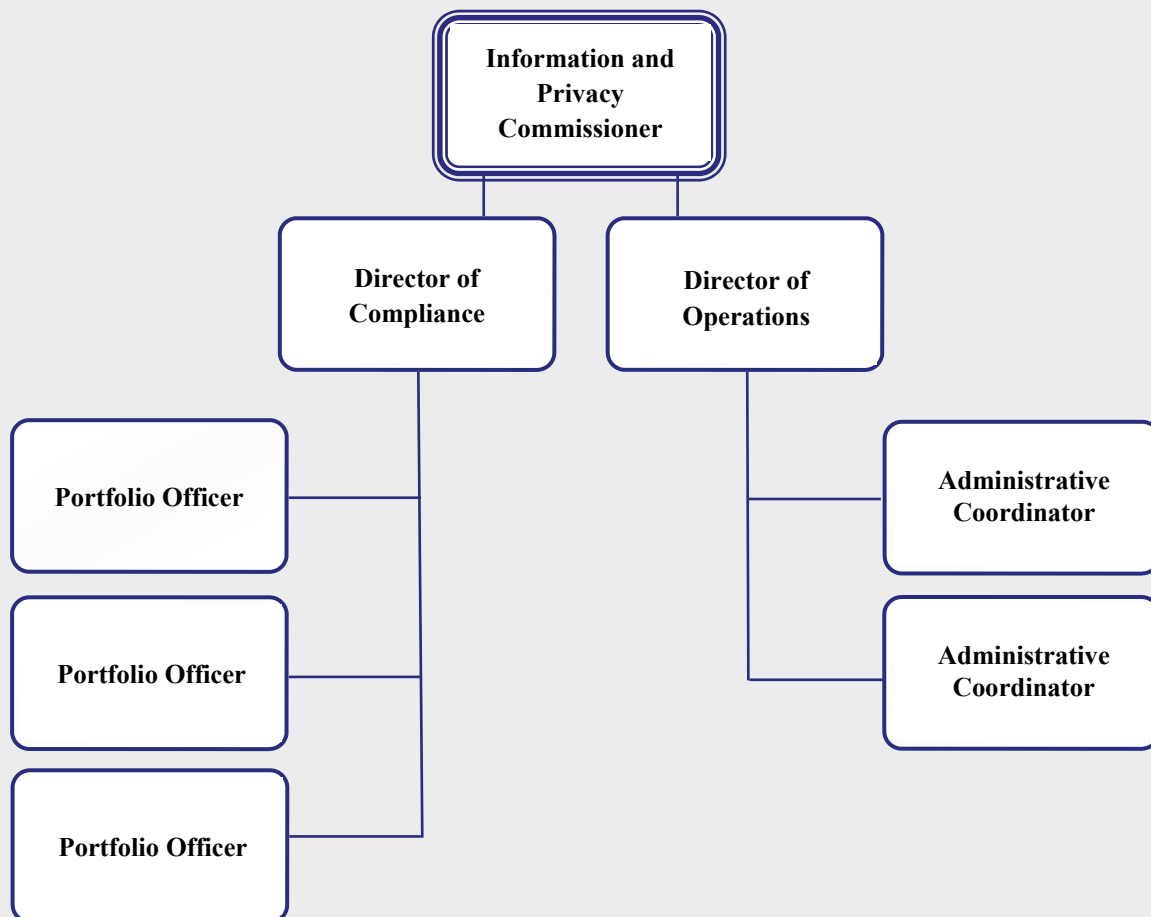 Information and
Privacy
Commissioner
Director of
Compliance
Director of
Operations
Portfolio Officer
Administrative
Coordinator
Portfolio Officer
Administrative
Coordinator
Portfolio Officer